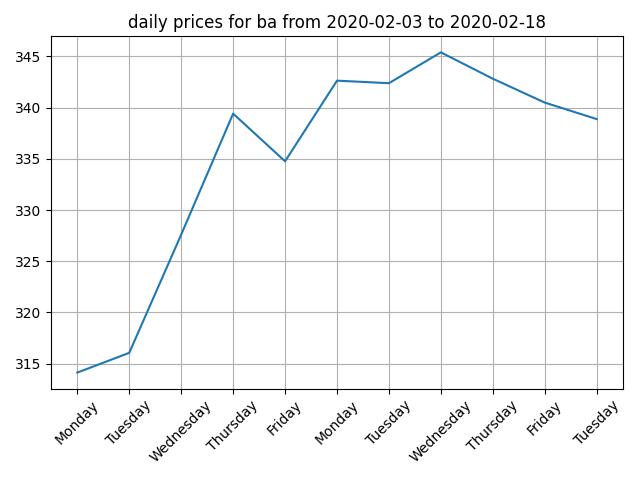 daily prices for ba from 2020-02-03 to 2020-02-18
345
340
335
330
325
320
315
Monday
Tuesday
Wednesday
Thursday
Friday
Monday
Tuesday
Wednesday
Thursday
Friday
Tuesday